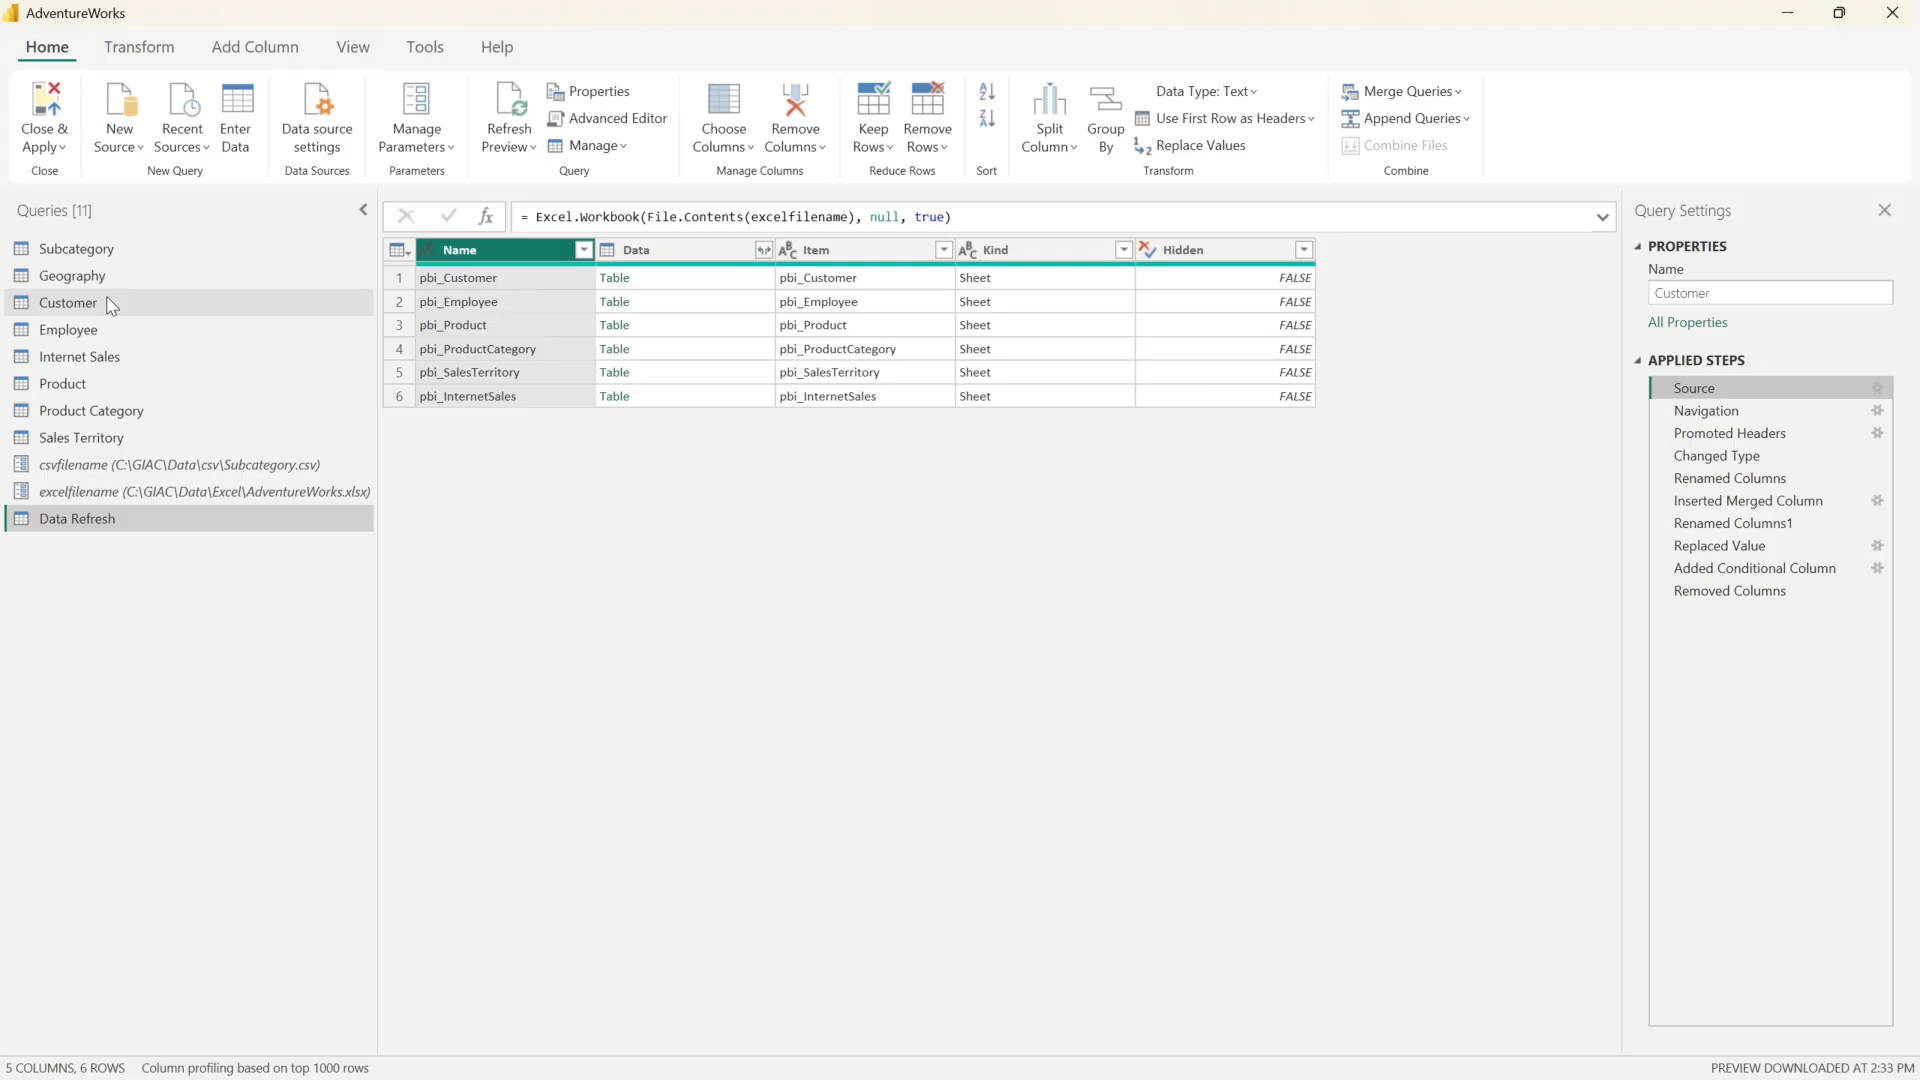 AdventureWorks
Home
Transform
Add Column
View
Tools
Help
Close &
Apply
Close
New
Source
Recent
Sources
Enter
Data
New Query
Data source
settings
Data Sources
Manage
Parameters
Parameters
Refresh
Preview
Properties
Advanced Editor
Manage
Query
Choose
Columns
Remove
Columns
Manage Columns
Keep
Rows
Remove
Rows
Reduce Rows
Sort
Split
Column
Group
By
Data Type: Text
Use First Row as Headers
Replace Values
Transform
Merge Queries
Append Queries
Combine Files
Combine
Queries [11]
Subcategory
Geography
Customer
Employee
Internet Sales
Product
Product Category
Sales Territory
csvfilename (C:\GIAC\Data\csv\Subcategory.csv)
excelfilename (C:\GIAC\Data\Excel\AdventureWorks.xlsx)
Data Refresh
fx
= Excel.Workbook(File.Contents(excelfilename), null, true)
Name Data ABC Item ABC Kind Hidden
1 pbi_Customer Table pbi_Customer Sheet FALSE
2 pbi_Employee Table pbi_Employee Sheet FALSE
3 pbi_Product Table pbi_Product Sheet FALSE
4 pbi_ProductCategory Table pbi_ProductCategory Sheet FALSE
5 pbi_SalesTerritory Table pbi_SalesTerritory Sheet FALSE
6 pbi_InternetSales Table pbi_InternetSales Sheet FALSE
Query Settings
PROPERTIES
Name
Customer
All Properties
APPLIED STEPS
Source
Navigation
Promoted Headers
Changed Type
Renamed Columns
Inserted Merged Column
Renamed Columns1
Replaced Value
Added Conditional Column
Removed Columns
5 COLUMNS, 6 ROWS
Column profiling based on top 1000 rows
PREVIEW DOWNLOADED AT 2:33 PM